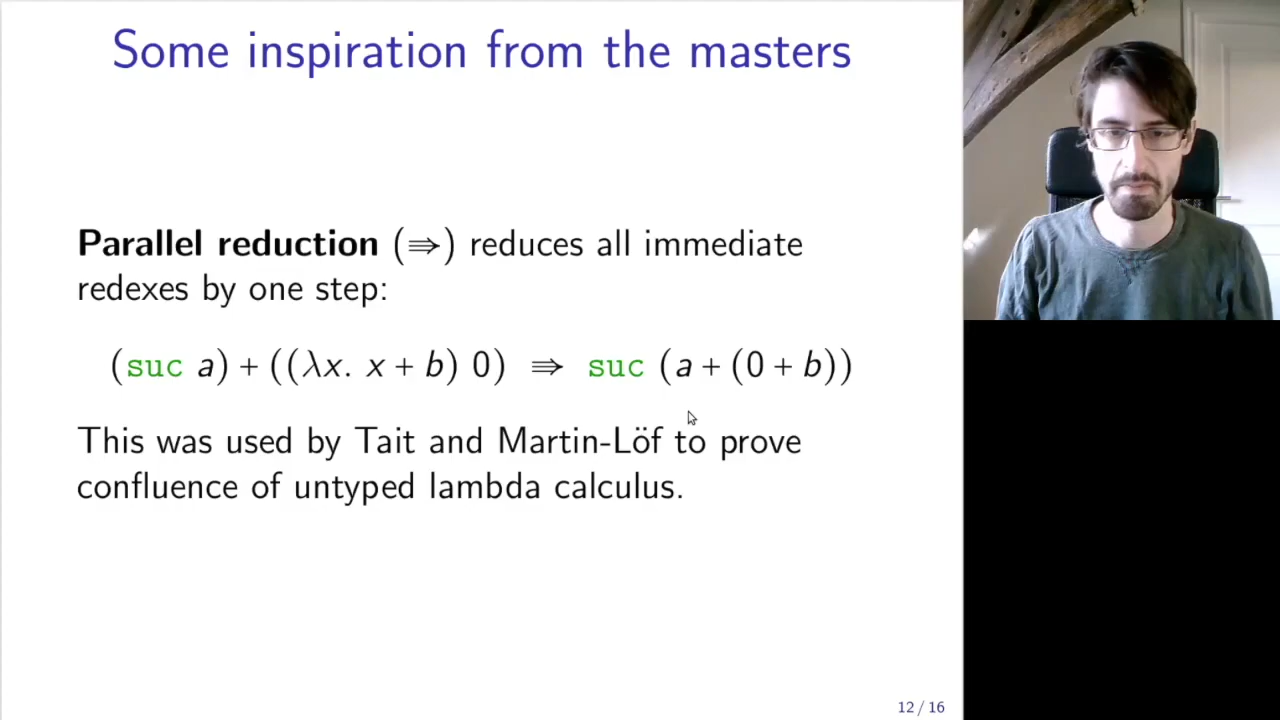 Some inspiration from the masters
Parallel reduction (⇛) reduces all immediate
redexes by one step:
(suc a) + ((λx. x + b) 0) ⇛ suc (a + (0 + b))
This was used by Tait and Martin-Löf to prove
confluence of untyped lambda calculus.
12 / 16